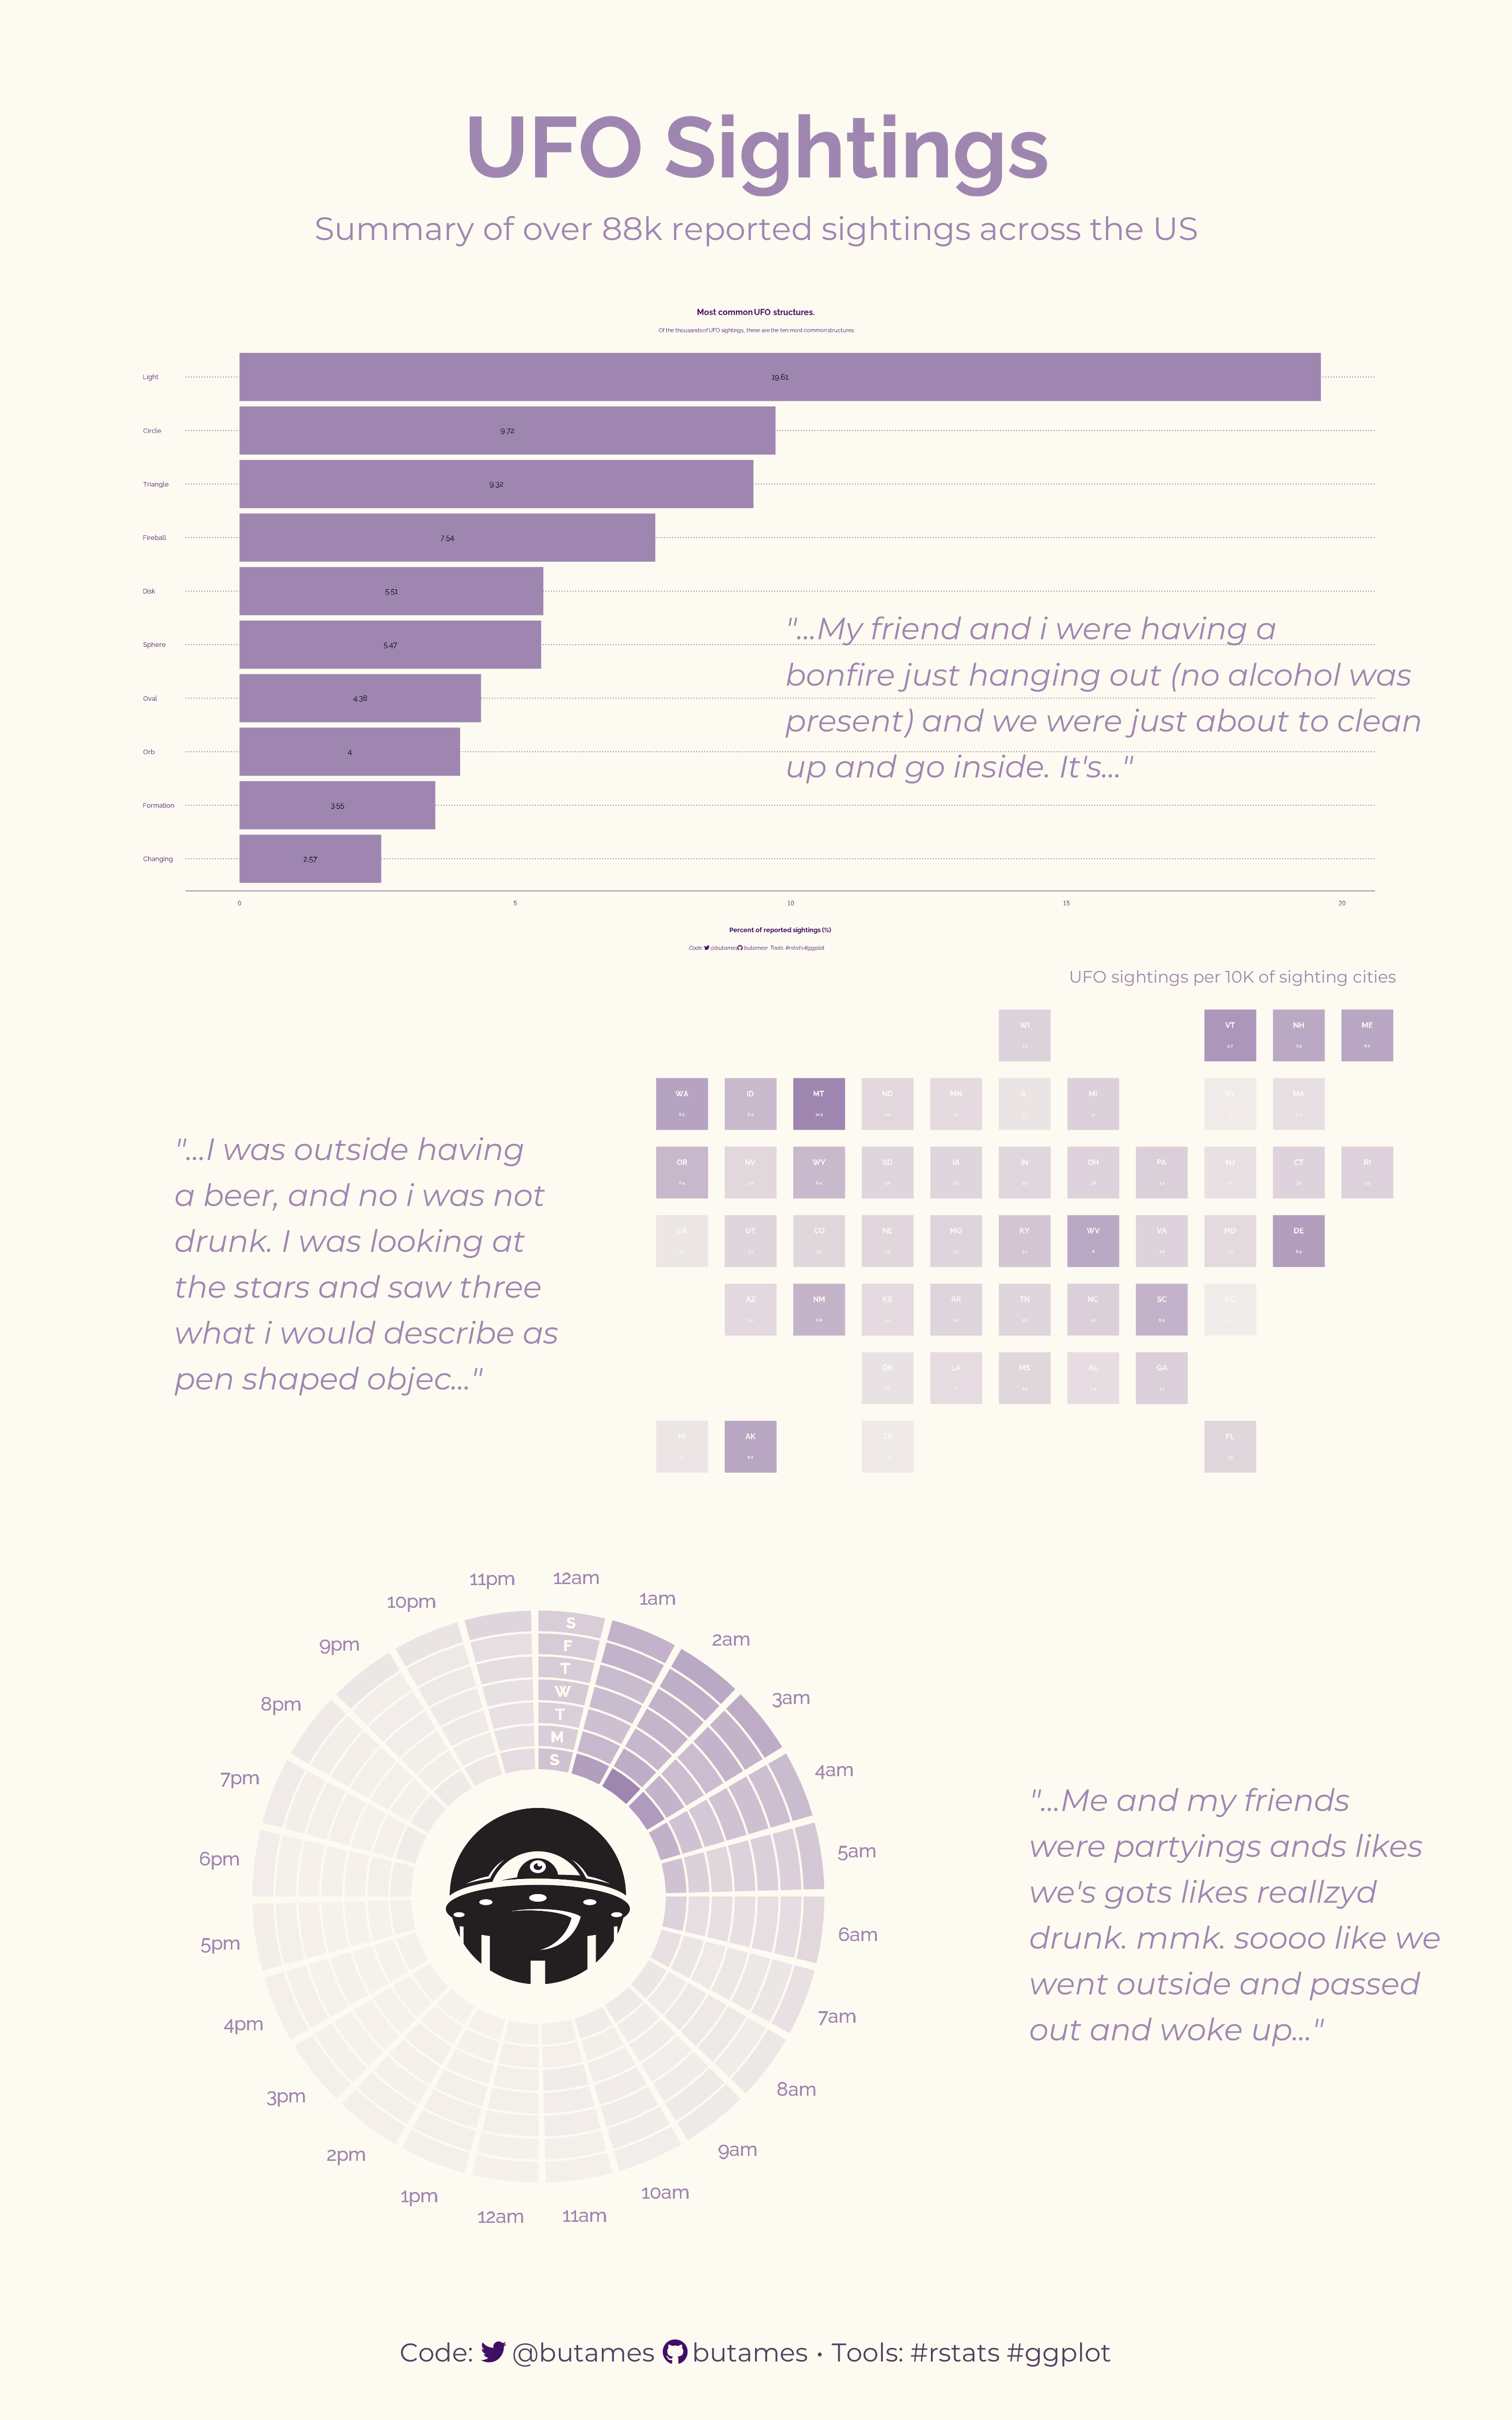 UFO Sightings
Summary of over 88k reported sightings across the US
Most common UFO structures.
Of the thousands of UFO sightings, these are the ten most common structures.
Light 19.61
Circle 9.72
Triangle 9.32
Fireball 7.54
Disk 5.51
Sphere 5.47
Oval 4.38
Orb 4
Formation 3.55
Changing 2.57
0 5 10 15 20
Percent of reported sightings (%)
Code: @butames butames • Tools: #rstats #ggplot
"...My friend and i were having a
bonfire just hanging out (no alcohol was
present) and we were just about to clean
up and go inside. It's..."
UFO sightings per 10K of sighting cities
WI VT NH ME
WA ID MT ND MN IL MI NY MA
OR NV WY SD IA IN OH PA NJ CT RI
CA UT CO NE MO KY WV VA MD DE
AZ NM KS AR TN NC SC DC
OK LA MS AL GA
HI AK TX FL
"...I was outside having
a beer, and no i was not
drunk. I was looking at
the stars and saw three
what i would describe as
pen shaped objec..."
12am
1am
2am
3am
4am
5am
6am
7am
8am
9am
10am
11am
12am
1pm
2pm
3pm
4pm
5pm
6pm
7pm
8pm
9pm
10pm
11pm
S
F
T
W
T
M
S
"...Me and my friends
were partyings ands likes
we's gots likes reallzyd
drunk. mmk. soooo like we
went outside and passed
out and woke up..."
Code: @butames butames • Tools: #rstats #ggplot